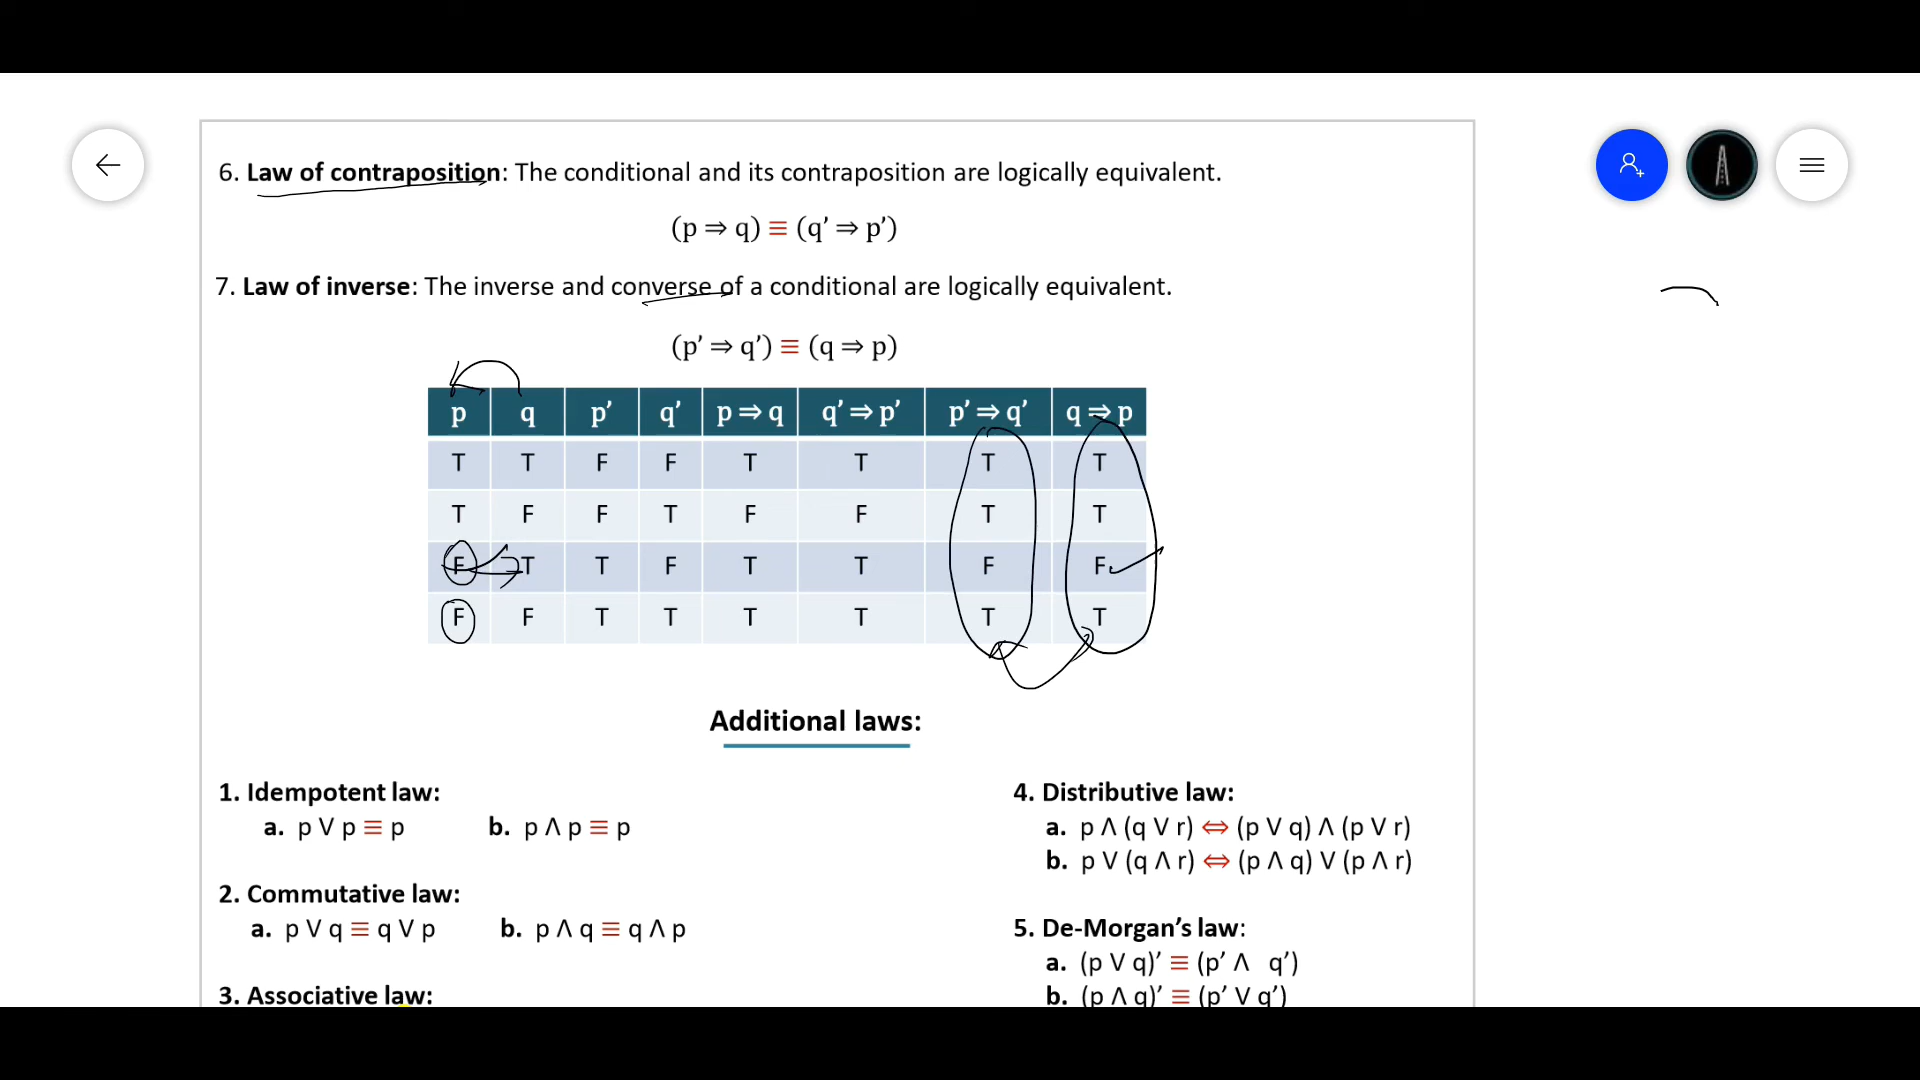 6. Law of contraposition: The conditional and its contraposition are logically equivalent.
(p ⇒ q) ≡ (q’ ⇒ p’)
7. Law of inverse: The inverse and converse of a conditional are logically equivalent.
(p’ ⇒ q’) ≡ (q ⇒ p)
p q p’ q’ p ⇒ q q’ ⇒ p’ p’ ⇒ q’ q ⇒ p
T T F F T T T T
T F F T F F T T
F T T F T T F F
F F T T T T T T
Additional laws:
1. Idempotent law:
a. p V p ≡ p b. p Λ p ≡ p
2. Commutative law:
a. p V q ≡ q V p b. p Λ q ≡ q Λ p
3. Associative law:
4. Distributive law:
a. p Λ (q V r) ⇔ (p V q) Λ (p V r)
b. p V (q Λ r) ⇔ (p Λ q) V (p Λ r)
5. De-Morgan’s law:
a. (p V q)’ ≡ (p’ Λ q’)
b. (p Λ q)’ ≡ (p’ V q’)